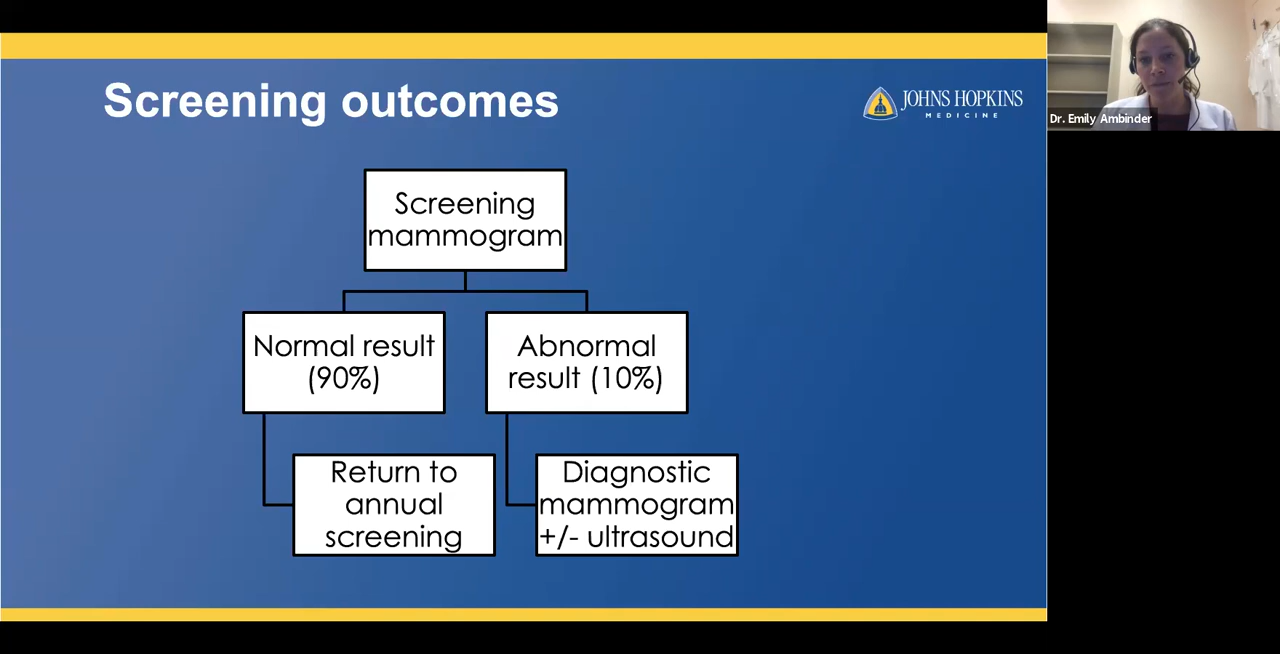 Screening outcomes
JOHNS HOPKINS
MEDICINE
Dr. Emily Ambinder
Screening
mammogram
Normal result
(90%)
Abnormal
result (10%)
Return to
annual
screening
Diagnostic
mammogram
+/- ultrasound